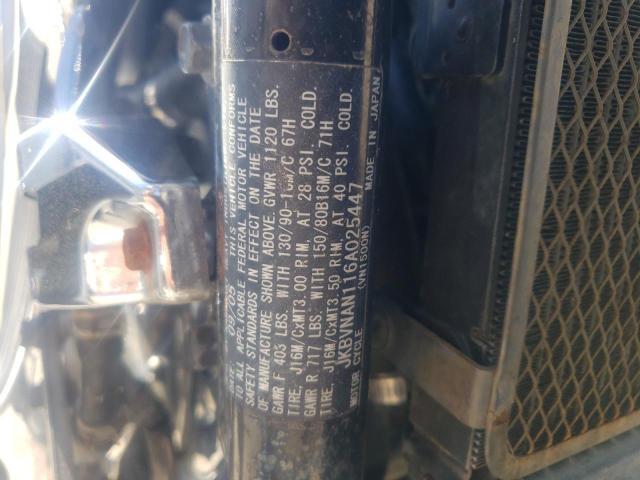 DATE: 09/05 THIS VEHICLE CONFORMS
TO ALL APPLICABLE FEDERAL MOTOR VEHICLE
SAFETY STANDARDS IN EFFECT ON THE DATE
OF MANUFACTURE SHOWN ABOVE. GVWR 1120 LBS.
GAWR F 403 LBS. WITH 130/90-16M/C 67H
TIRE, J16M/CxMT3.00 RIM. AT 28 PSI. COLD.
GAWR R 717 LBS. WITH 150/80B16M/C 71H
TIRE, J16M/CxMT3.50 RIM. AT 40 PSI. COLD.
JKBVNAN116A025447
MOTOR CYCLE (VN1500N) MADE IN JAPAN